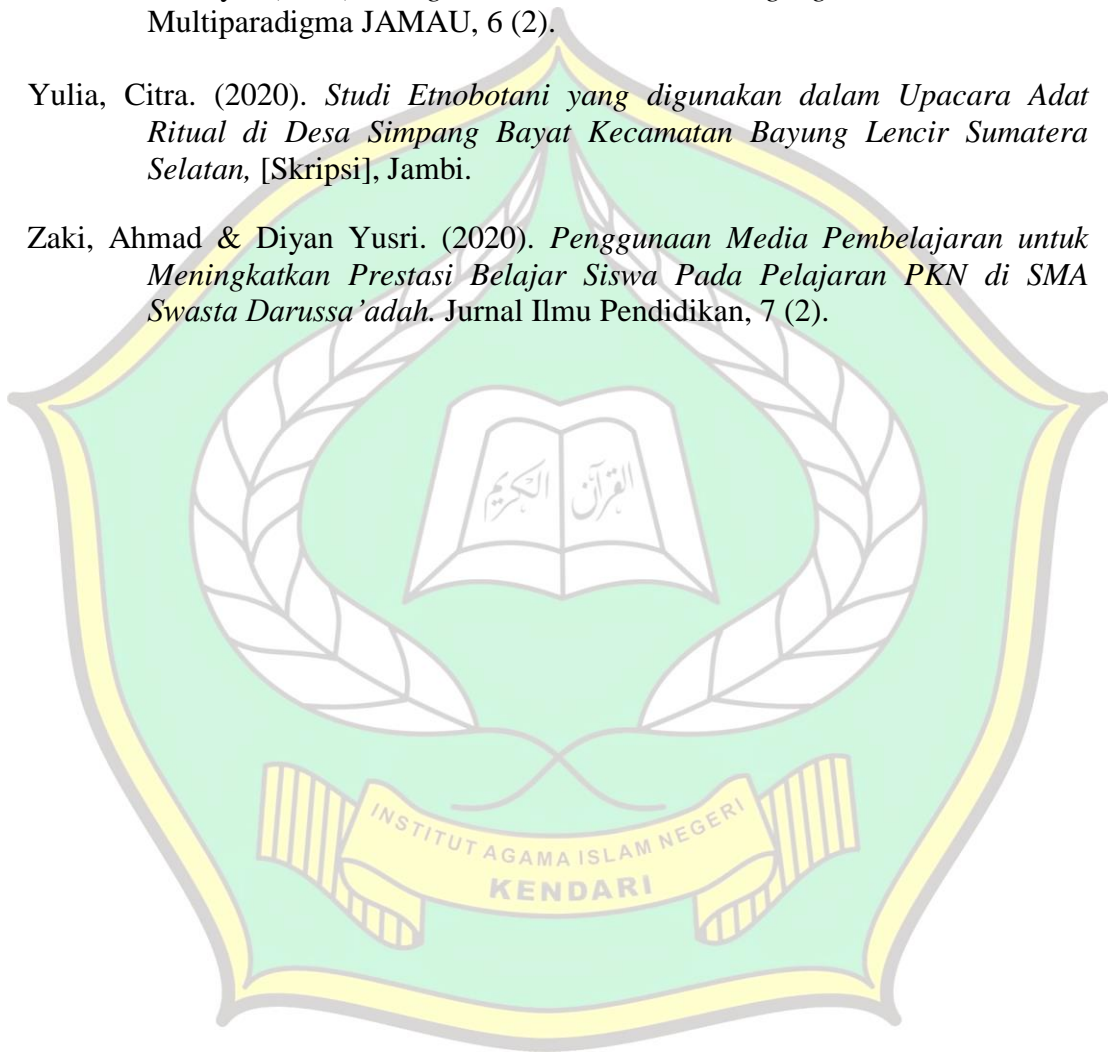 Multiparadigma JAMAU, 6 (2).
Yulia, Citra. (2020). Studi Etnobotani yang digunakan dalam Upacara Adat
Ritual di Desa Simpang Bayat Kecamatan Bayung Lencir Sumatera
Selatan, [Skripsi], Jambi.
Zaki, Ahmad & Diyan Yusri. (2020). Penggunaan Media Pembelajaran untuk
Meningkatkan Prestasi Belajar Siswa Pada Pelajaran PKN di SMA
Swasta Darussa’adah. Jurnal Ilmu Pendidikan, 7 (2).
القرآن الكريم
INSTITUT AGAMA ISLAM NEGERI
KENDARI